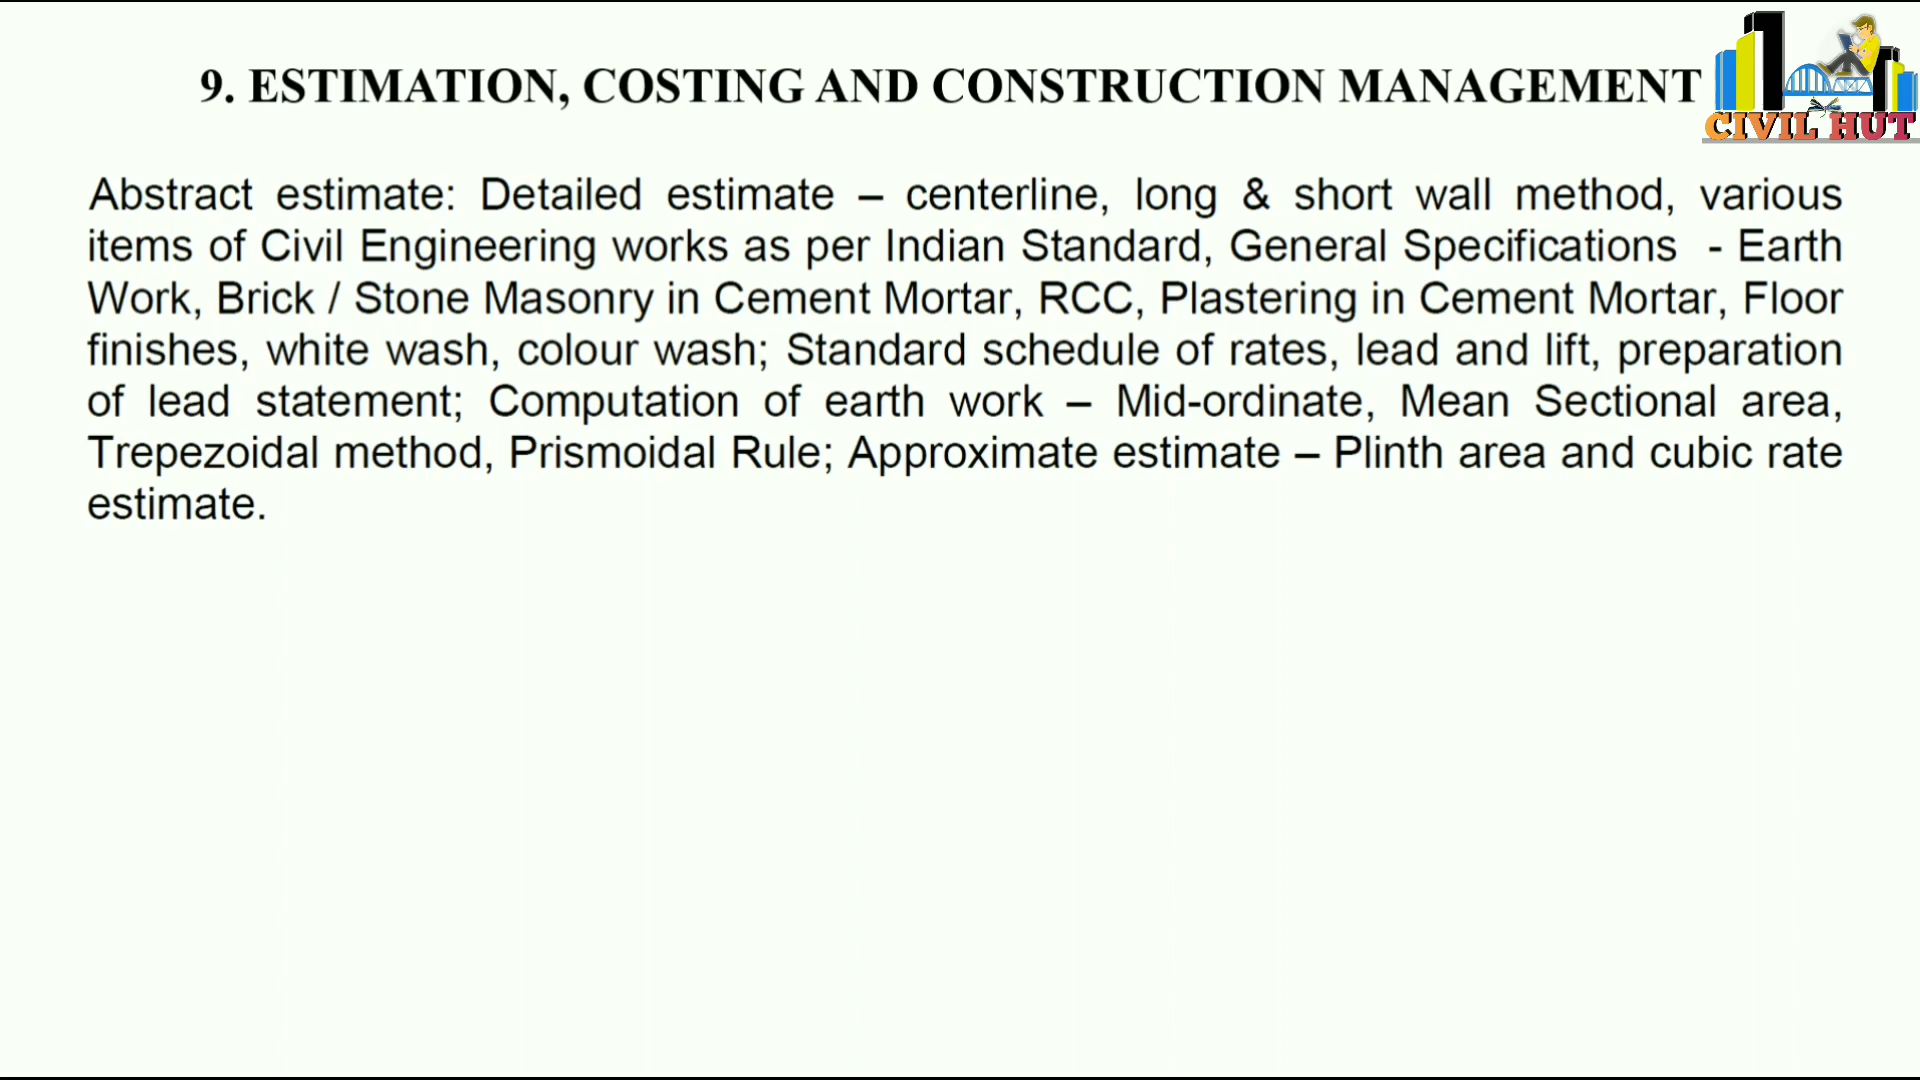 9. ESTIMATION, COSTING AND CONSTRUCTION MANAGEMENT
CIVIL HUT
Abstract estimate: Detailed estimate – centerline, long & short wall method, various
items of Civil Engineering works as per Indian Standard, General Specifications - Earth
Work, Brick / Stone Masonry in Cement Mortar, RCC, Plastering in Cement Mortar, Floor
finishes, white wash, colour wash; Standard schedule of rates, lead and lift, preparation
of lead statement; Computation of earth work – Mid-ordinate, Mean Sectional area,
Trepezoidal method, Prismoidal Rule; Approximate estimate – Plinth area and cubic rate
estimate.